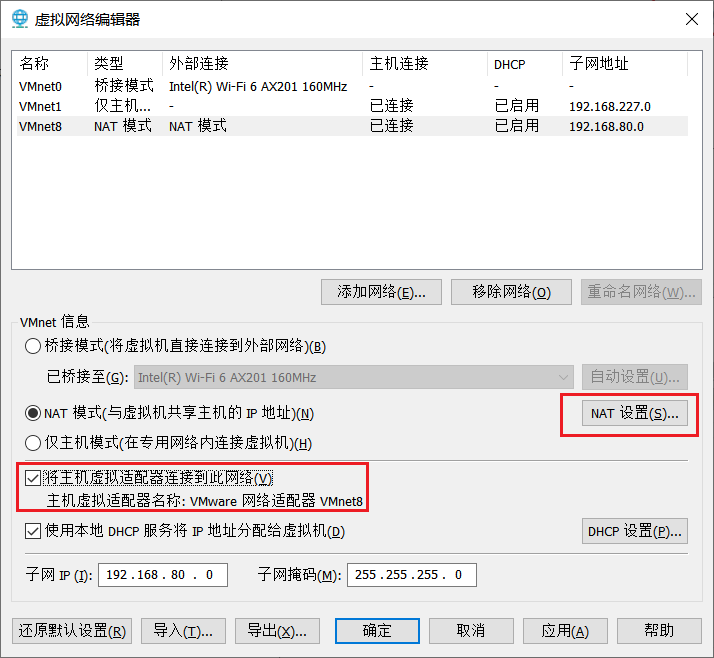 虚拟网络编辑器
名称 类型 外部连接 主机连接 DHCP 子网地址
VMnet0 桥接模式 Intel(R) Wi-Fi 6 AX201 160MHz - - -
VMnet1 仅主机... - 已连接 已启用 192.168.227.0
VMnet8 NAT 模式 NAT 模式 已连接 已启用 192.168.80.0
添加网络(E)... 移除网络(O) 重命名网络(W)...
VMnet 信息
桥接模式(将虚拟机直接连接到外部网络)(B)
已桥接至(G): Intel(R) Wi-Fi 6 AX201 160MHz 自动设置(U)...
NAT 模式(与虚拟机共享主机的 IP 地址)(N) NAT 设置(S)...
仅主机模式(在专用网络内连接虚拟机)(H)
将主机虚拟适配器连接到此网络(V)
主机虚拟适配器名称: VMware 网络适配器 VMnet8
使用本地 DHCP 服务将 IP 地址分配给虚拟机(D) DHCP 设置(P)...
子网 IP (I): 192.168. 80 . 0 子网掩码(M): 255.255.255. 0
还原默认设置(R) 导入(T)... 导出(X)... 确定 取消 应用(A) 帮助